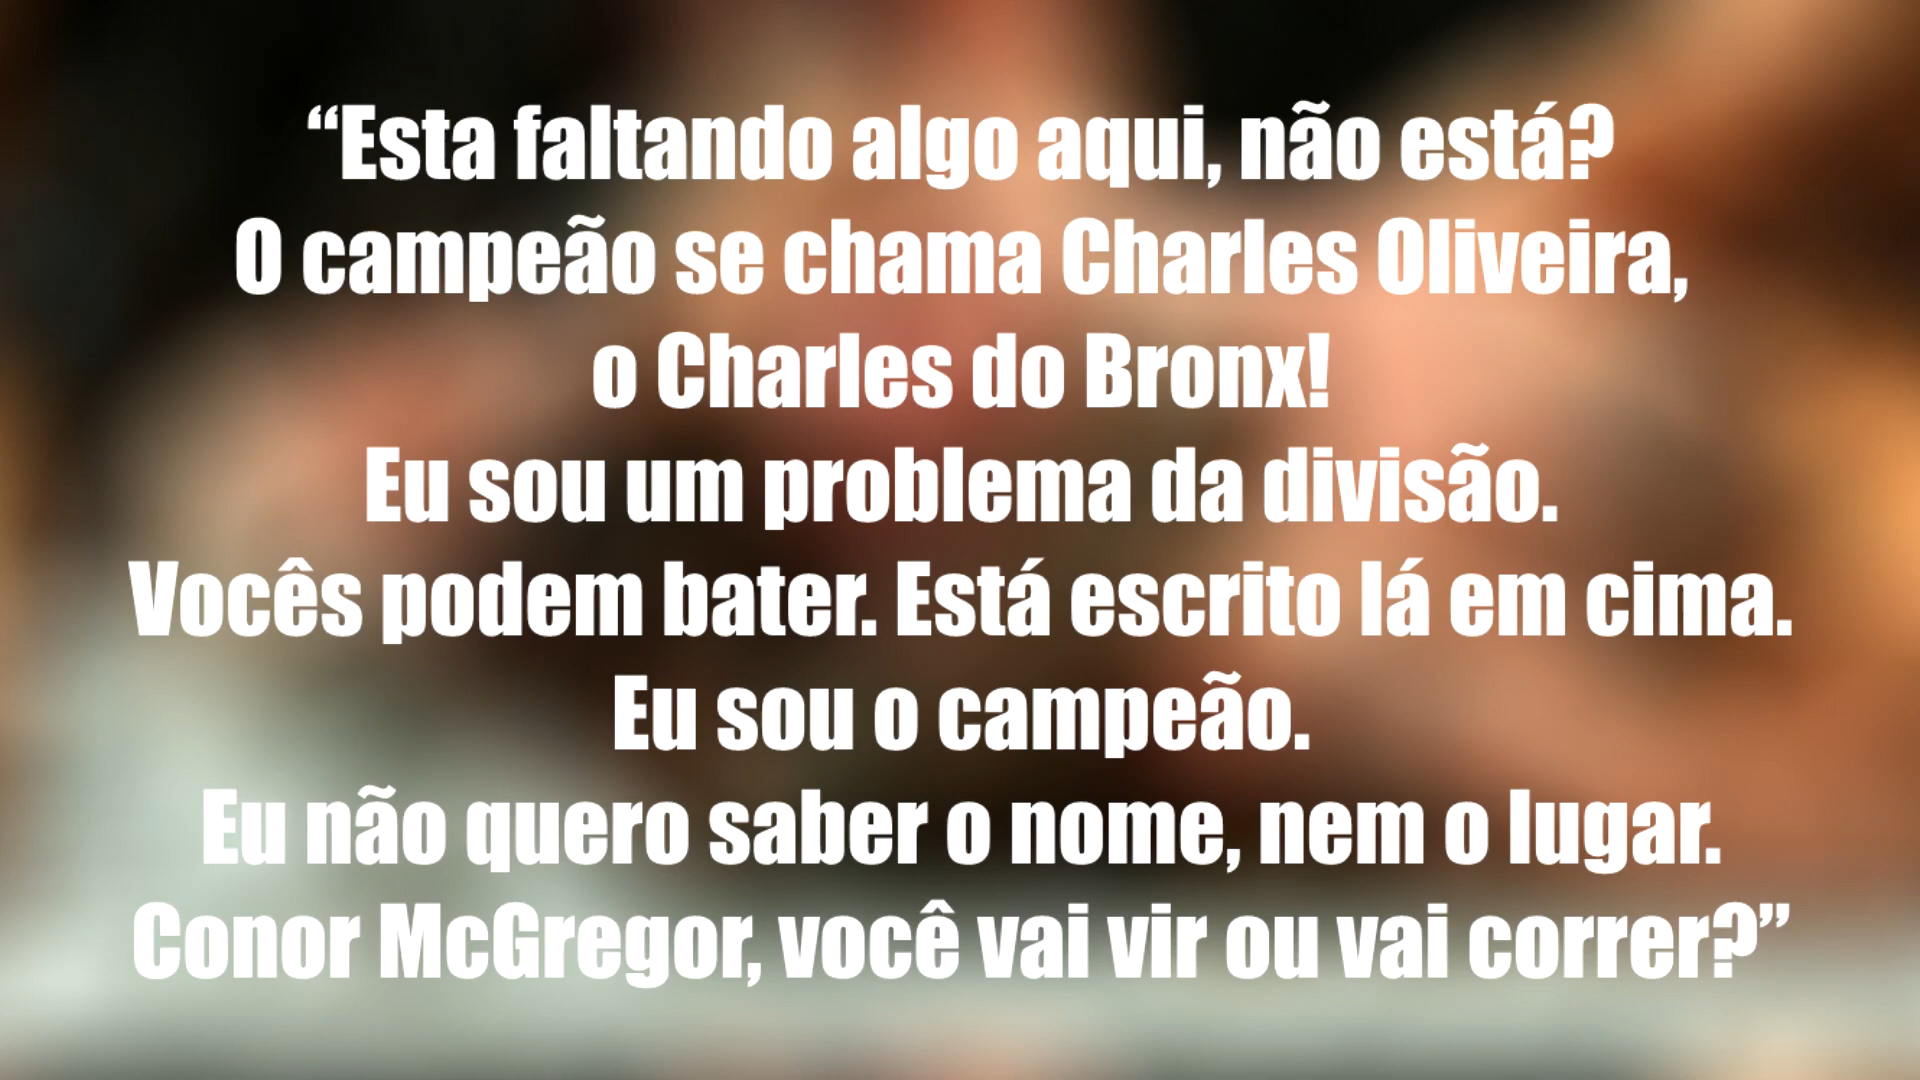 “Esta faltando algo aqui, não está?
O campeão se chama Charles Oliveira,
o Charles do Bronx!
Eu sou um problema da divisão.
Vocês podem bater. Está escrito lá em cima.
Eu sou o campeão.
Eu não quero saber o nome, nem o lugar.
Conor McGregor, você vai vir ou vai correr?”